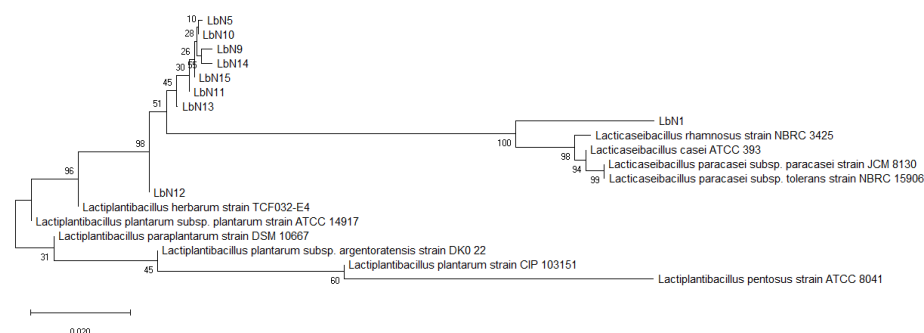 10
LbN5
28
LbN10
26
LbN9
55
LbN14
30
LbN15
45
LbN11
51
LbN13
LbN1
100
Lacticaseibacillus rhamnosus strain NBRC 3425
98
98
Lacticaseibacillus casei ATCC 393
94
Lacticaseibacillus paracasei subsp. paracasei strain JCM 8130
99
Lacticaseibacillus paracasei subsp. tolerans strain NBRC 15906
96
LbN12
Lactiplantibacillus herbarum strain TCF032-E4
Lactiplantibacillus plantarum subsp. plantarum strain ATCC 14917
Lactiplantibacillus paraplantarum strain DSM 10667
31
Lactiplantibacillus plantarum subsp. argentoratensis strain DK0 22
45
Lactiplantibacillus plantarum strain CIP 103151
60
Lactiplantibacillus pentosus strain ATCC 8041
0.020